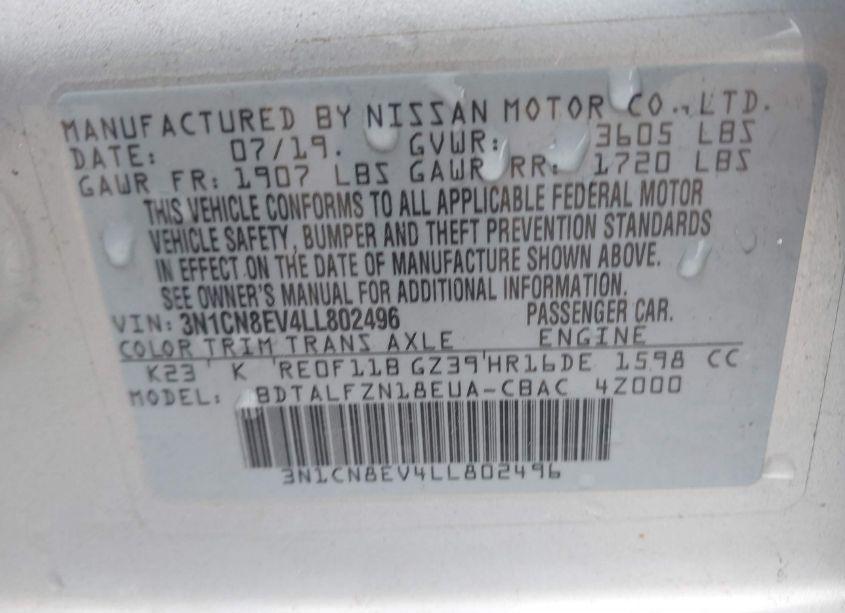 MANUFACTURED BY NISSAN MOTOR CO.,LTD.
DATE: 07/19. GVWR: 3605 LBS
GAWR FR: 1907 LBS GAWR RR: 1720 LBS
THIS VEHICLE CONFORMS TO ALL APPLICABLE FEDERAL MOTOR
VEHICLE SAFETY, BUMPER AND THEFT PREVENTION STANDARDS
IN EFFECT ON THE DATE OF MANUFACTURE SHOWN ABOVE.
SEE OWNER'S MANUAL FOR ADDITIONAL INFORMATION.
VIN: 3N1CN8EV4LL802496 PASSENGER CAR.
COLOR TRIM TRANS AXLE ENGINE
K23 K RE0F11B GZ39 HR16DE 1598 CC
MODEL: BDTALFZN18EUA-CBAC 4Z000
3N1CN8EV4LL802496